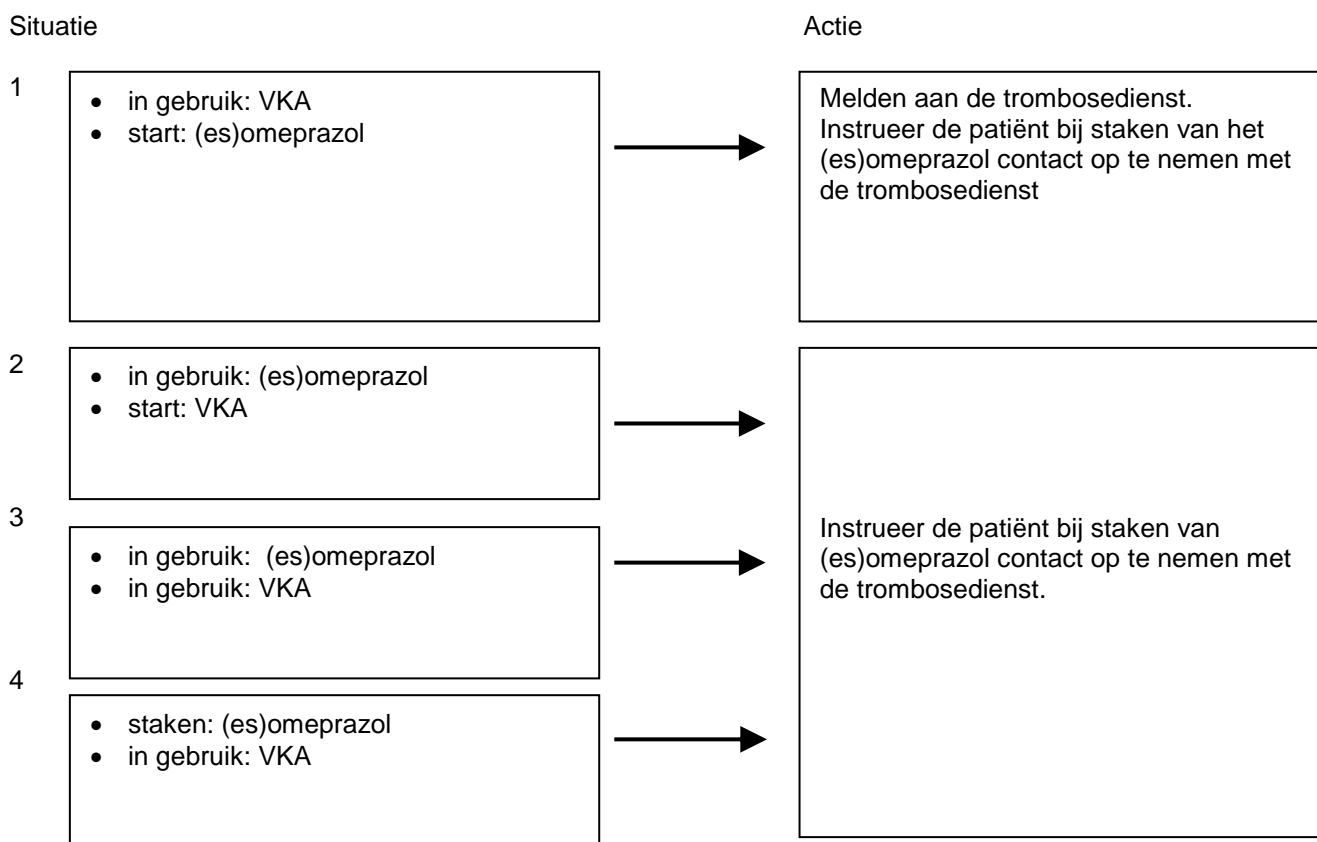 Situatie
Actie
1
• in gebruik: VKA
• start: (es)omeprazol
Melden aan de trombosedienst.
Instrueer de patiënt bij staken van het
(es)omeprazol contact op te nemen met
de trombosedienst
2
• in gebruik: (es)omeprazol
• start: VKA
3
• in gebruik: (es)omeprazol
• in gebruik: VKA
Instrueer de patiënt bij staken van
(es)omeprazol contact op te nemen met
de trombosedienst.
4
• staken: (es)omeprazol
• in gebruik: VKA